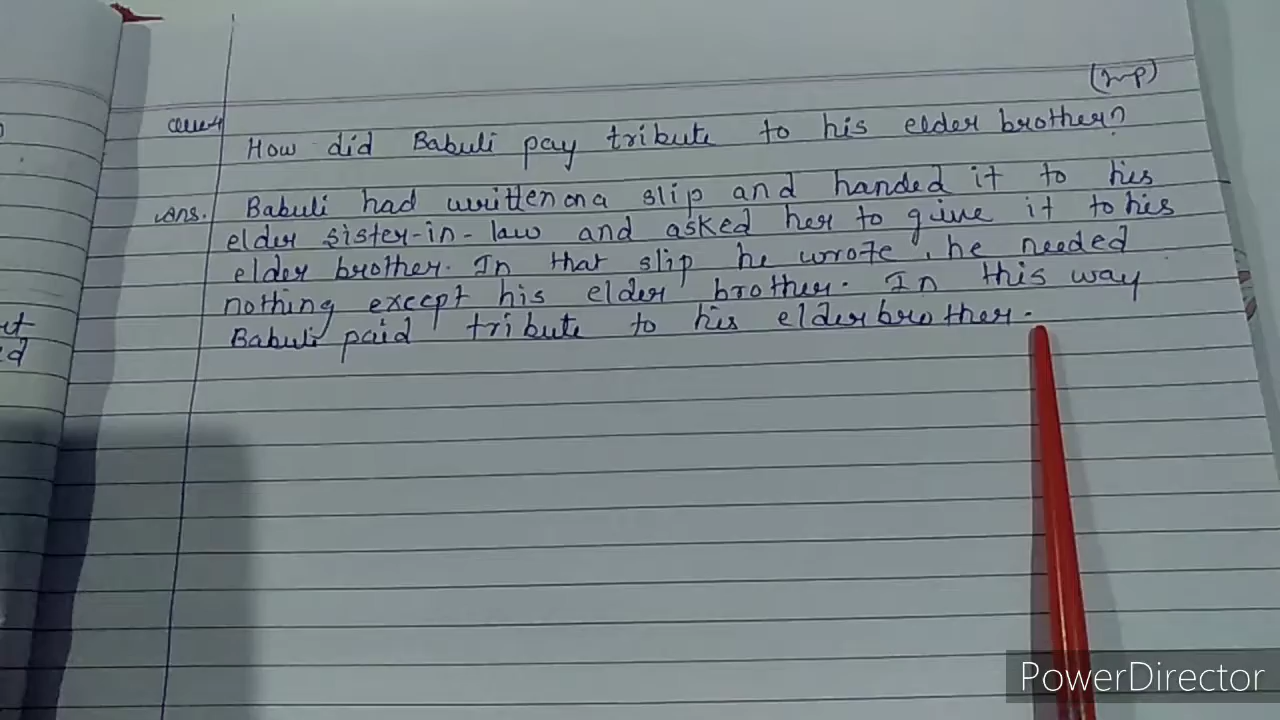 (Imp)
How did Babuli pay tribute to his elder brother?
Ans. Babuli had written on a slip and handed it to his
elder sister-in-law and asked her to give it to his
elder brother. In that slip he wrote, he needed
nothing except his elder brother. In this way
Babuli paid tribute to his elder brother.
PowerDirector